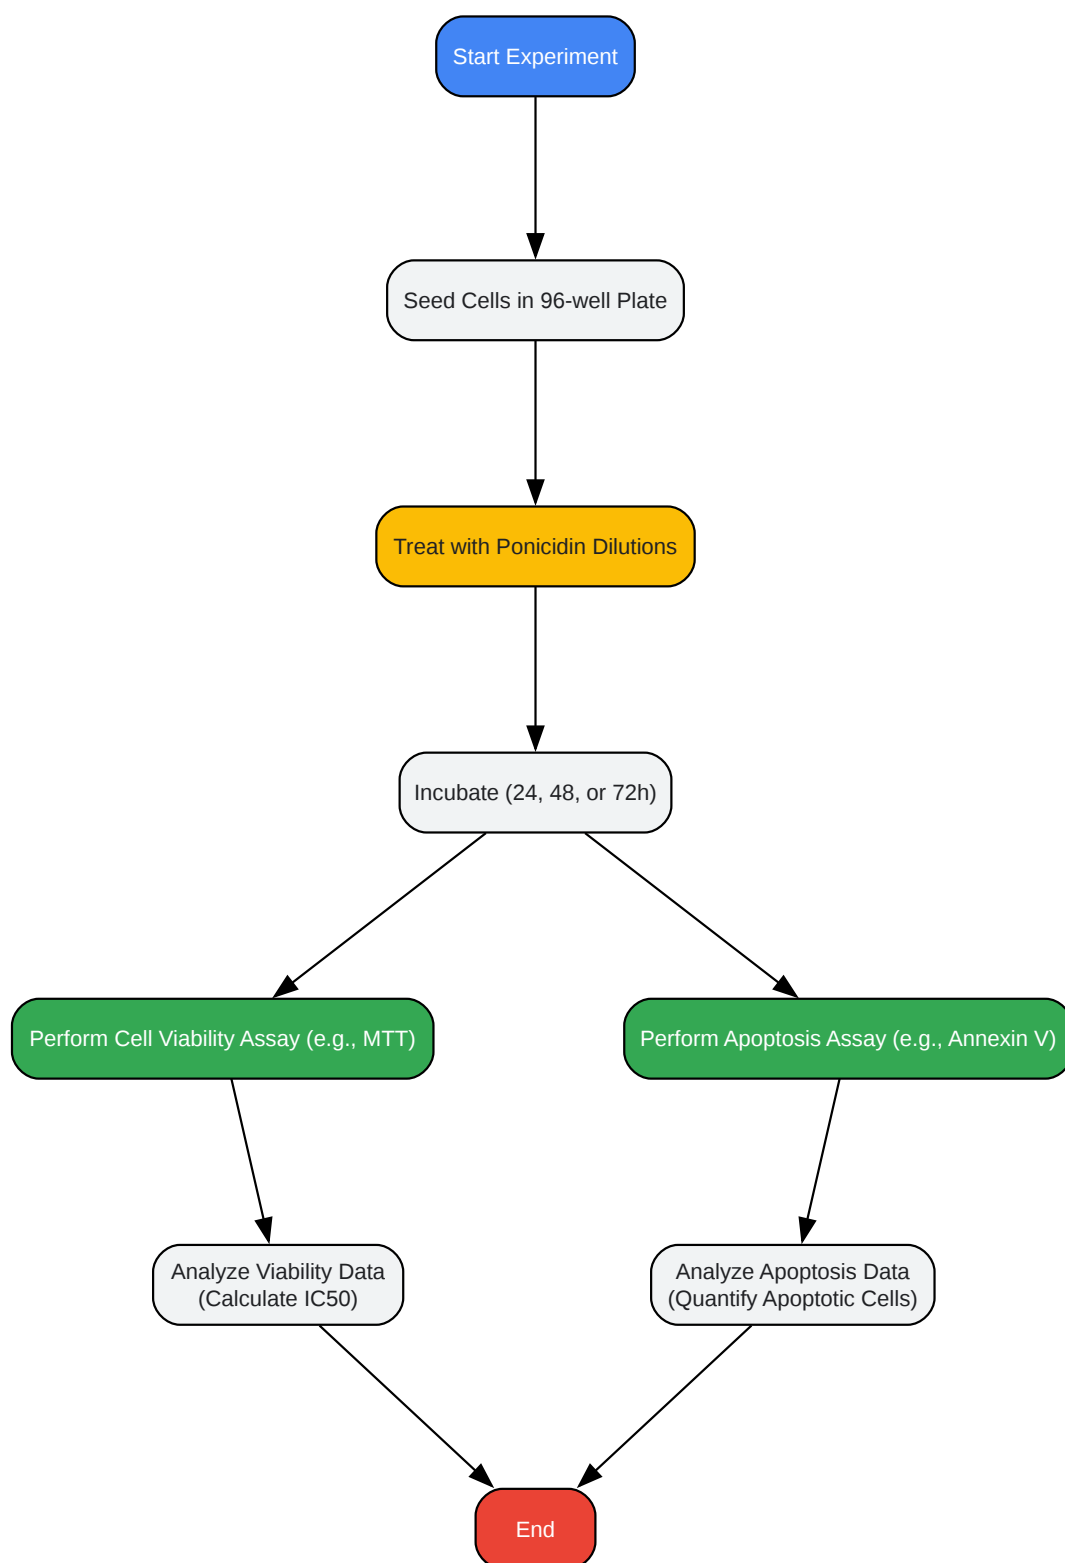 Start Experiment
Seed Cells in 96-well Plate
Treat with Ponicidin Dilutions
Incubate (24, 48, or 72h)
Perform Cell Viability Assay (e.g., MTT)
Perform Apoptosis Assay (e.g., Annexin V)
Analyze Viability Data
(Calculate IC50)
Analyze Apoptosis Data
(Quantify Apoptotic Cells)
End